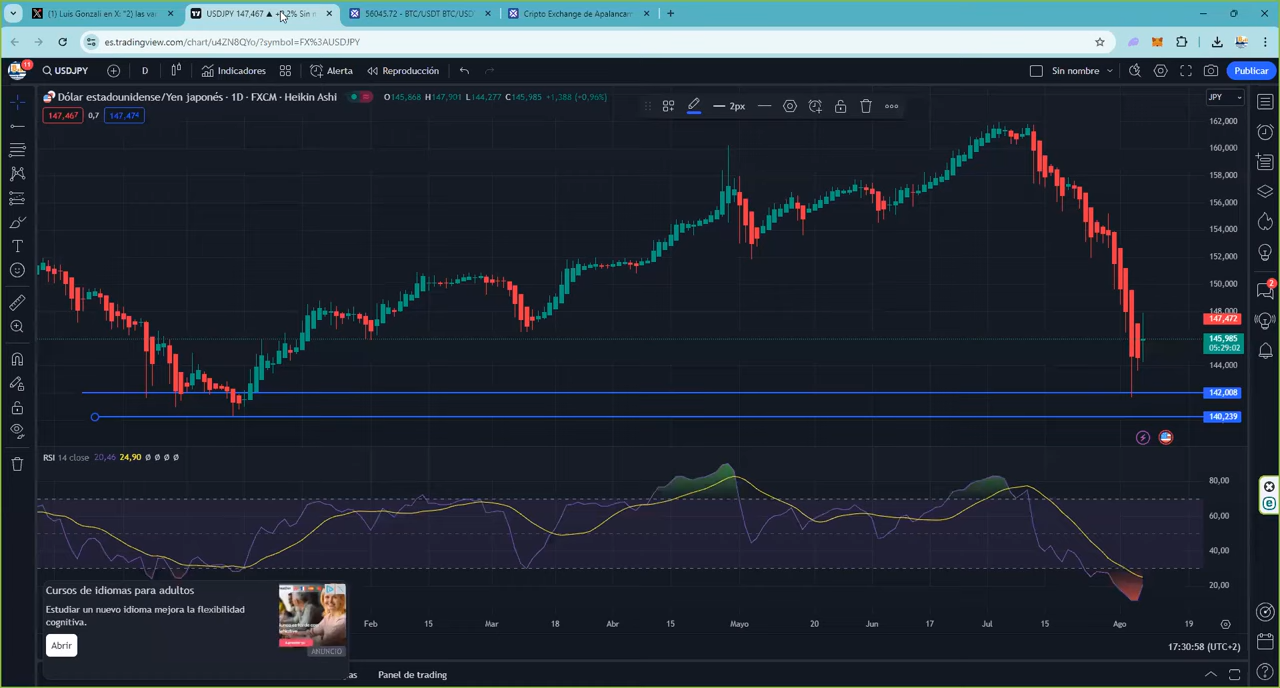 (1) Luis Gonzali en X: "2) las va
USDJPY 147,467 ▲ +0.2% Sin n
56045.72 - BTC/USDT BTC/USD
Cripto Exchange de Apalancam
es.tradingview.com/chart/u4ZN8QYo/?symbol=FX%3AUSDJPY
11
USDJPY
D
Indicadores
Alerta
Reproducción
Sin nombre
Publicar
Dólar estadounidense/Yen japonés · 1D · FXCM · Heikin Ashi
O145,868 H147,901 L144,277 C145,985 +1,388 (+0,96%)
2px
JPY
147,467
0,7
147,474
162,000
160,000
158,000
156,000
154,000
152,000
150,000
148,000
147,472
145,985
05:29:02
144,000
142,008
140,239
2
RSI 14 close 20,46 24,90 Ø Ø Ø Ø
80,00
60,00
40,00
20,00
Cursos de idiomas para adultos
Estudiar un nuevo idioma mejora la flexibilidad
cognitiva.
Abrir
ANUNCIO
Feb
15
Mar
18
Abr
15
Mayo
20
Jun
17
Jul
15
Ago
19
17:30:58 (UTC+2)
as
Panel de trading